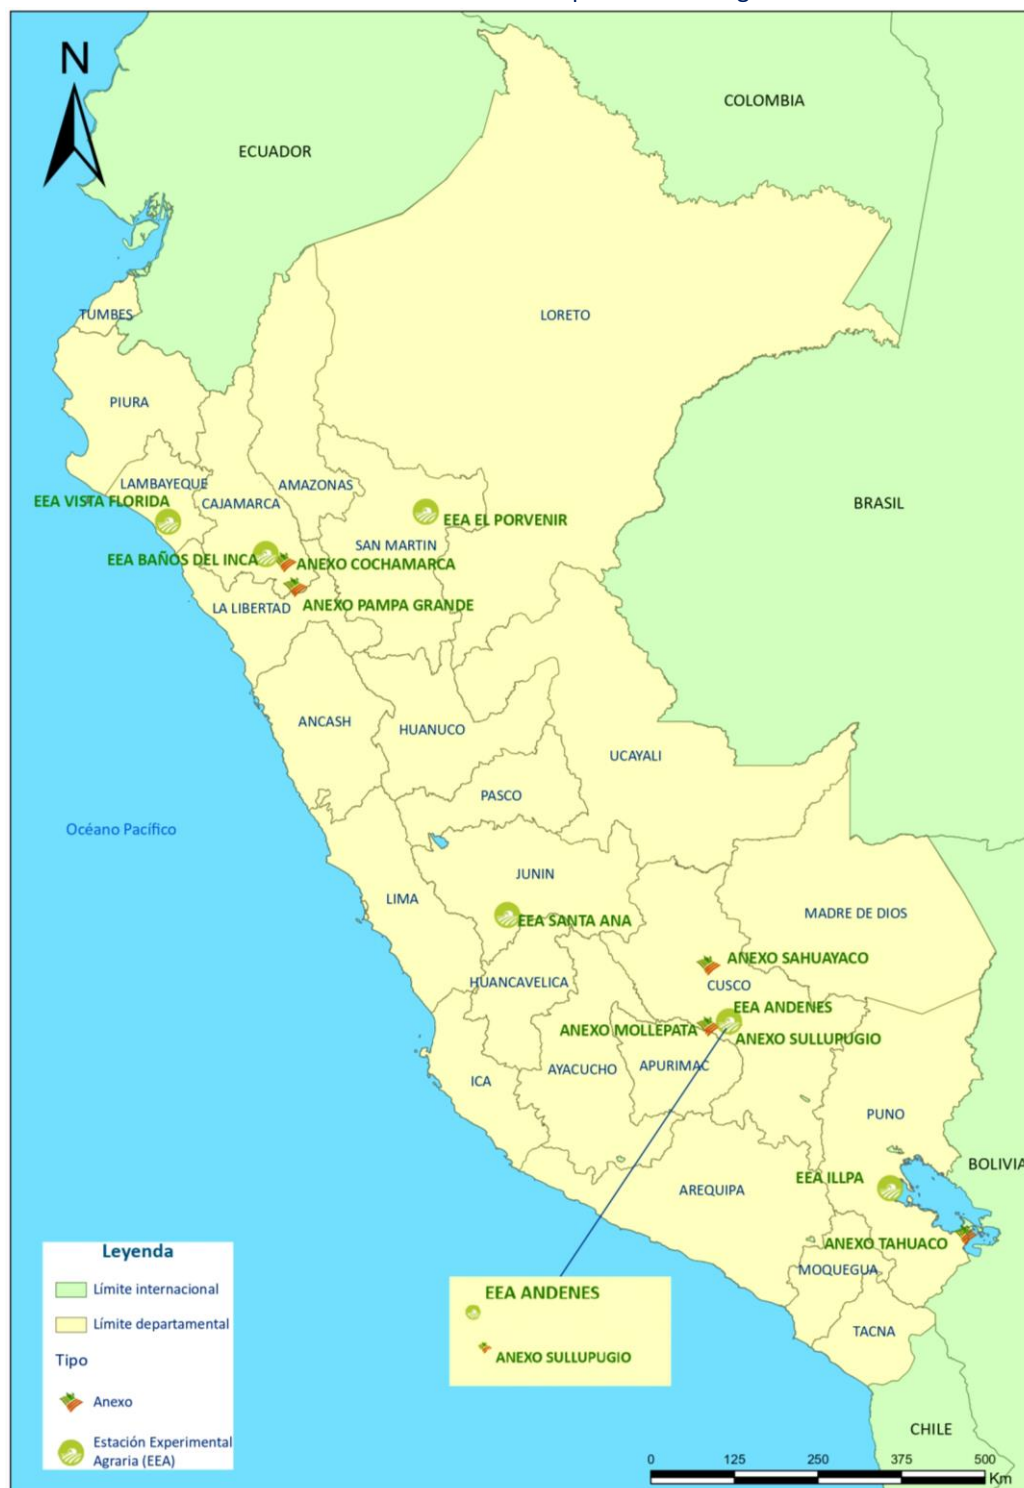 N
COLOMBIA
ECUADOR
LORETO
TUMBES
PIURA
LAMBAYEQUE
AMAZONAS
EEA VISTA FLORIDA
CAJAMARCA
BRASIL
EEA EL PORVENIR
SAN MARTIN
EEA BAÑOS DEL INCA
ANEXO COCHAMARCA
LA LIBERTAD
ANEXO PAMPA GRANDE
ANCASH
HUANUCO
UCAYALI
PASCO
Océano Pacífico
JUNIN
LIMA
MADRE DE DIOS
EEA SANTA ANA
ANEXO SAHUAYACO
HUANCAVELICA
CUSCO
EEA ANDENES
ANEXO MOLLEPATA
ANEXO SULLUPUGIO
AYACUCHO
APURIMAC
ICA
PUNO
BOLIVIA
EEA ILLPA
AREQUIPA
ANEXO TAHUACO
MOQUEGUA
TACNA
EEA ANDENES
ANEXO SULLUPUGIO
CHILE
Leyenda
Límite internacional
Límite departamental
Tipo
Anexo
Estación Experimental
Agraria (EEA)
0 125 250 375 500
Km